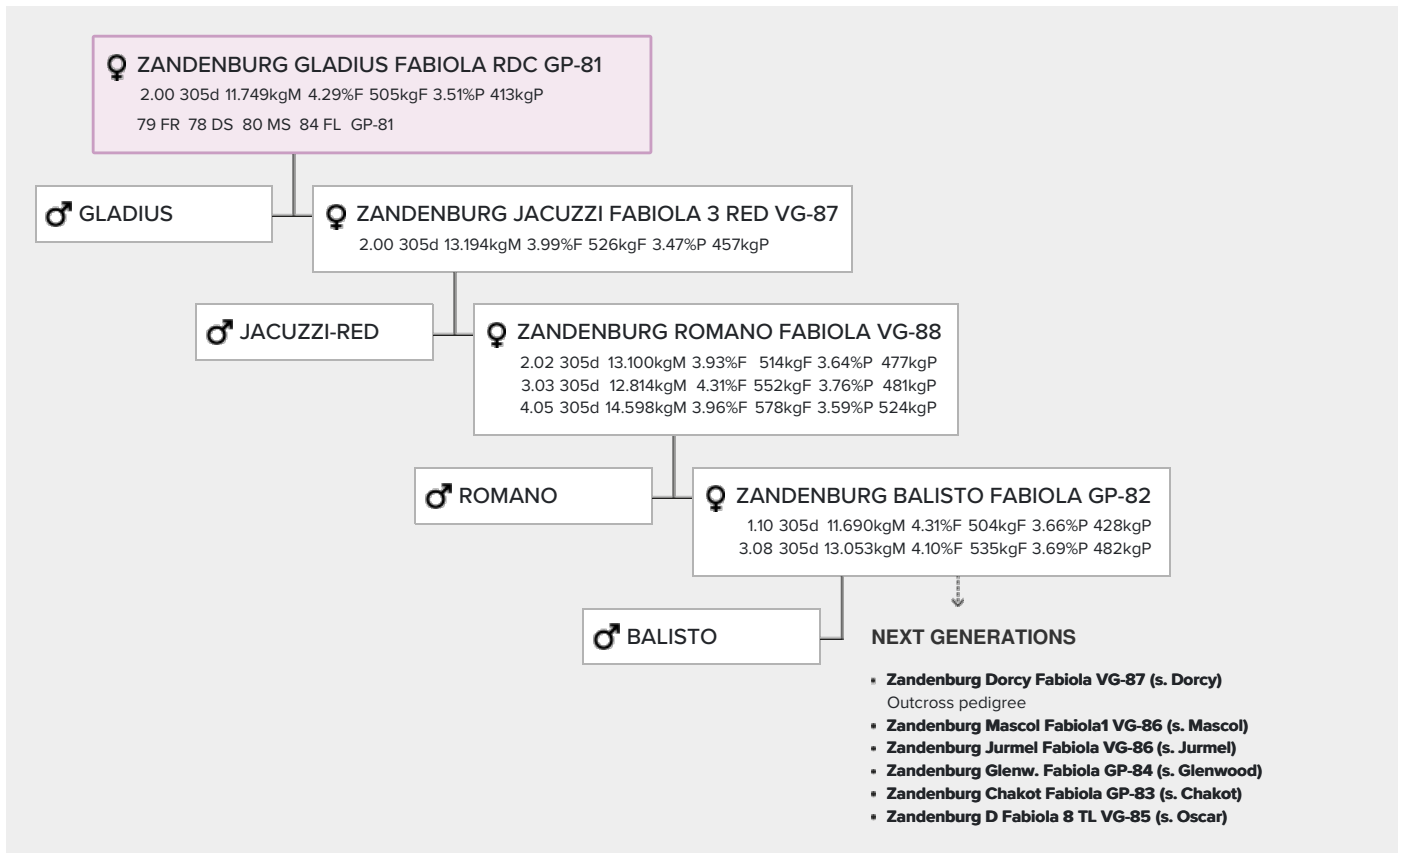 ZANDENBURG GLADIUS FABIOLA RDC GP-81
2.00 305d 11.749kgM 4.29%F 505kgF 3.51%P 413kgP
79 FR 78 DS 80 MS 84 FL GP-81
GLADIUS
ZANDENBURG JACUZZI FABIOLA 3 RED VG-87
2.00 305d 13.194kgM 3.99%F 526kgF 3.47%P 457kgP
JACUZZI-RED
ZANDENBURG ROMANO FABIOLA VG-88
2.02 305d 13.100kgM 3.93%F 514kgF 3.64%P 477kgP
3.03 305d 12.814kgM 4.31%F 552kgF 3.76%P 481kgP
4.05 305d 14.598kgM 3.96%F 578kgF 3.59%P 524kgP
ROMANO
ZANDENBURG BALISTO FABIOLA GP-82
1.10 305d 11.690kgM 4.31%F 504kgF 3.66%P 428kgP
3.08 305d 13.053kgM 4.10%F 535kgF 3.69%P 482kgP
BALISTO
NEXT GENERATIONS
Zandenburg Dorcy Fabiola VG-87 (s. Dorcy)
Outcross pedigree
Zandenburg Mascol Fabiola1 VG-86 (s. Mascol)
Zandenburg Jurmel Fabiola VG-86 (s. Jurmel)
Zandenburg Glenw. Fabiola GP-84 (s. Glenwood)
Zandenburg Chakot Fabiola GP-83 (s. Chakot)
Zandenburg D Fabiola 8 TL VG-85 (s. Oscar)